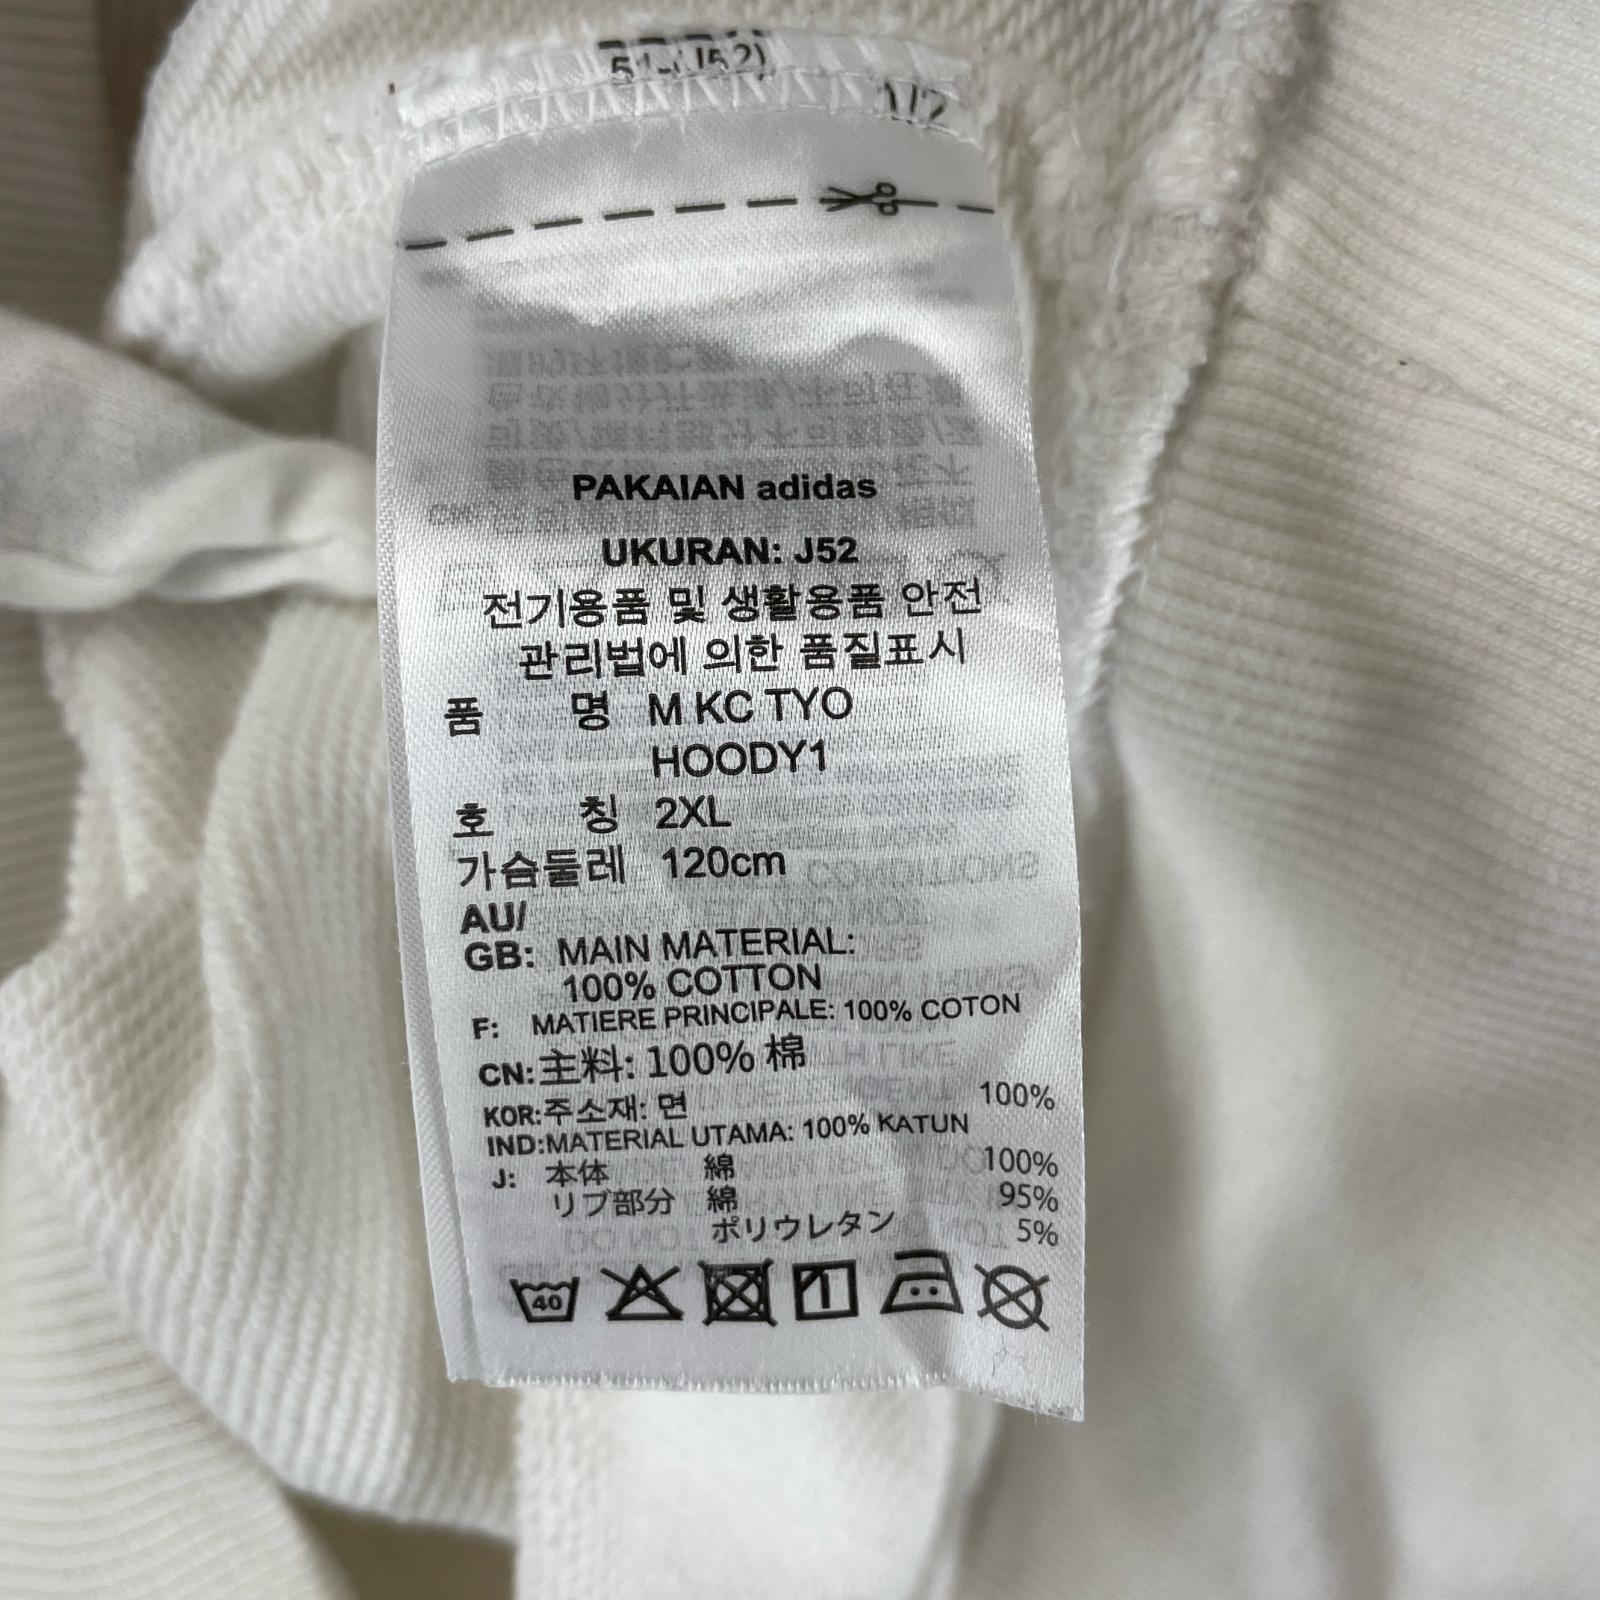 1/2
PAKAIAN adidas
UKURAN: J52
전기용품 및 생활용품 안전
관리법에 의한 품질표시
품 명 M KC TYO
HOODY1
호 칭 2XL
가슴둘레 120cm
AU/
GB: MAIN MATERIAL:
100% COTTON
F: MATIERE PRINCIPALE: 100% COTON
CN:主料: 100% 棉
KOR:주소재: 면 100%
IND:MATERIAL UTAMA: 100% KATUN
J: 本体 綿 100%
リブ部分 綿 95%
ポリウレタン 5%
40